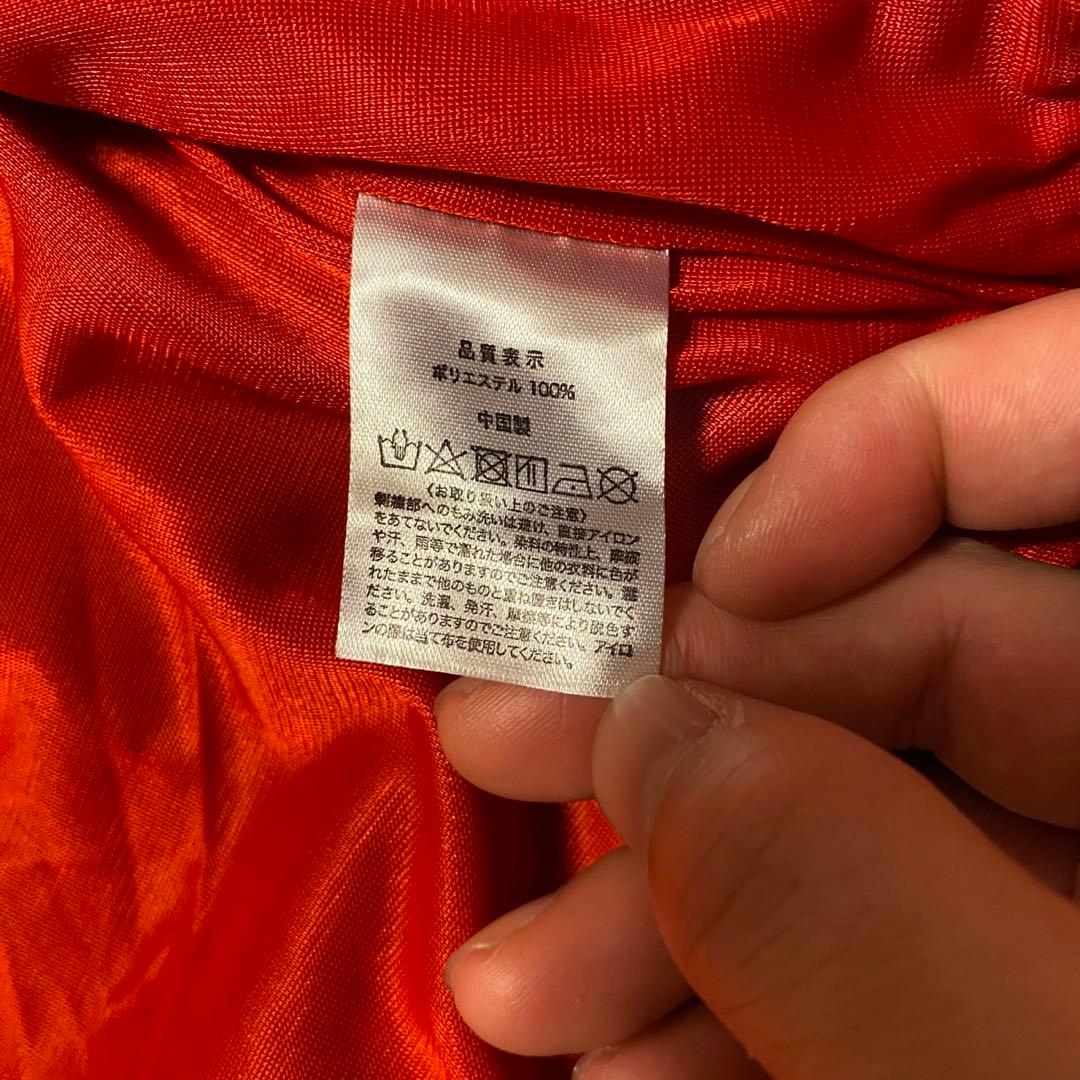 品質表示
ポリエステル 100%
中国製
〈お取り扱い上のご注意〉
刺繍部へのもみ洗いは避け、直接アイロン
をあてないでください。染料の特性上、摩擦
や汗、雨等で濡れた場合に他の衣料に色が
移ることがありますのでご注意ください。濡
れたままで他のものと重ね置きはしないでく
ださい。洗濯、発汗、摩擦等により脱色す
ることがありますのでご注意ください。アイロ
ンの際は当て布を使用してください。